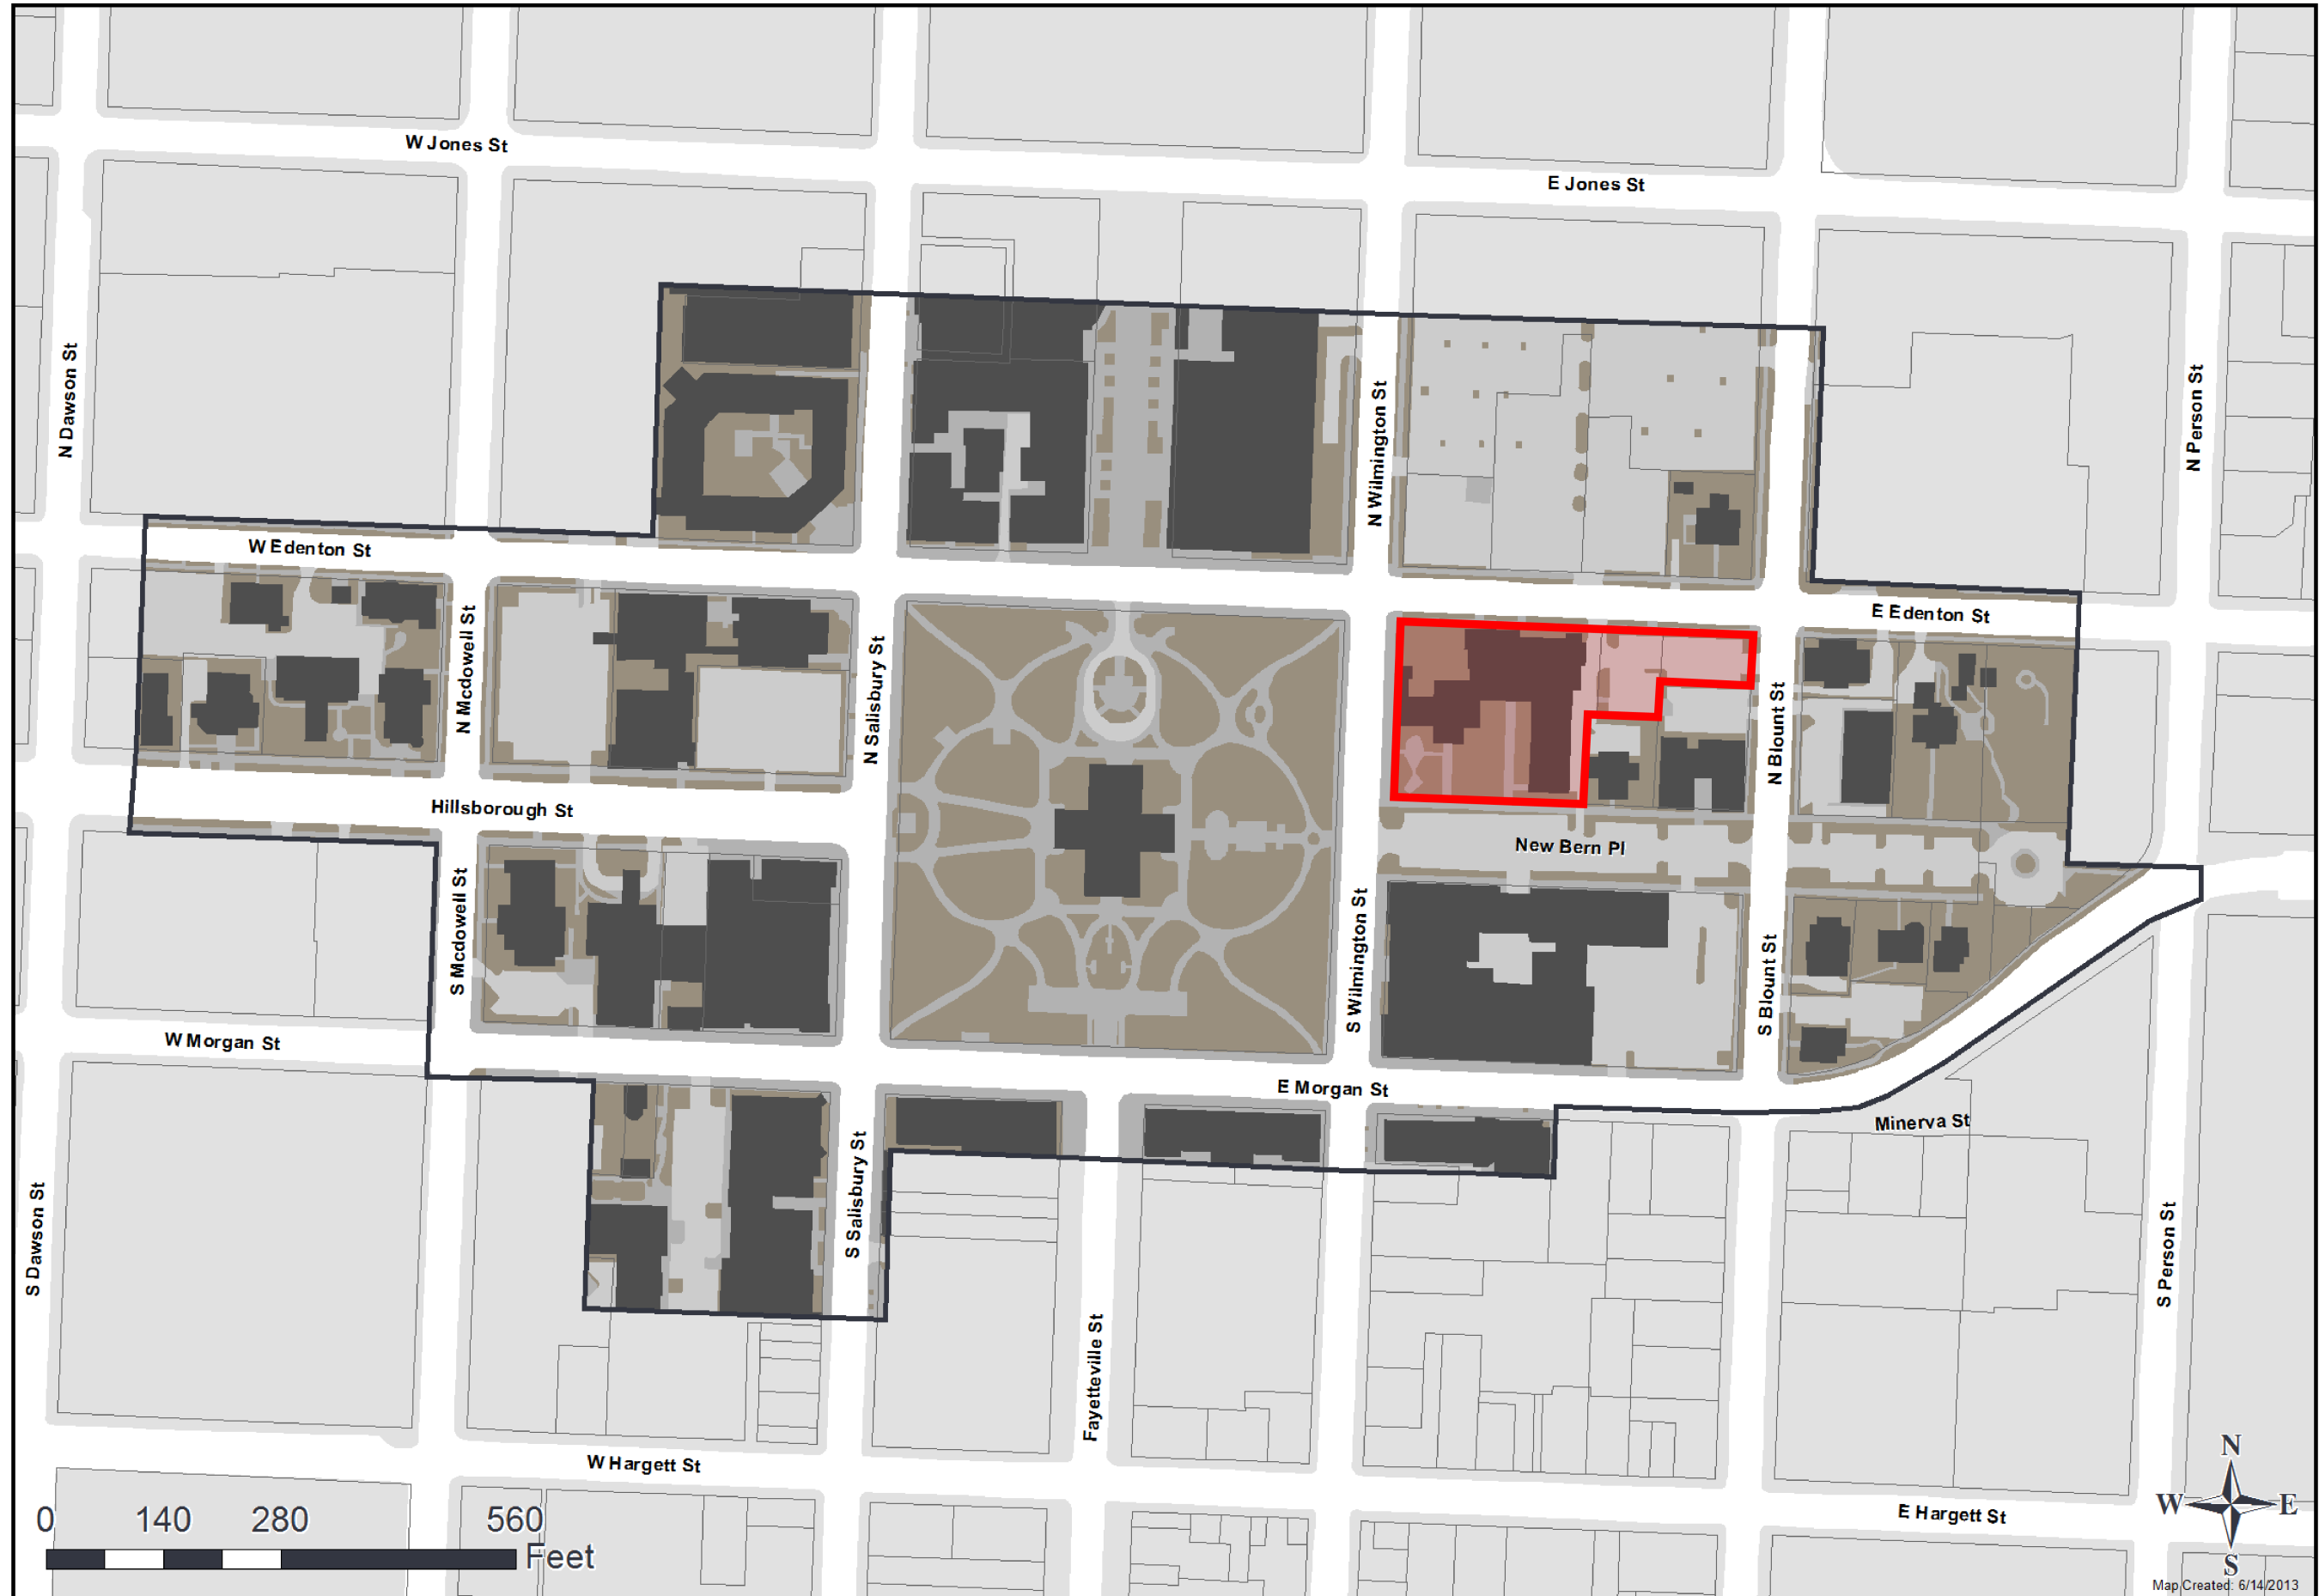 W Jones St
E Jones St
N Dawson St
N Wilmington St
N Person St
W Edenton St
E Edenton St
N Mcdowell St
N Salisbury St
N Blount St
Hillsborough St
New Bern Pl
S Mcdowell St
S Wilmington St
S Blount St
W Morgan St
E Morgan St
Minerva St
S Dawson St
S Salisbury St
S Person St
Fayetteville St
W Hargett St
E Hargett St
0 140 280 560
Feet
N
W E
S
Map Created: 6/14/2013